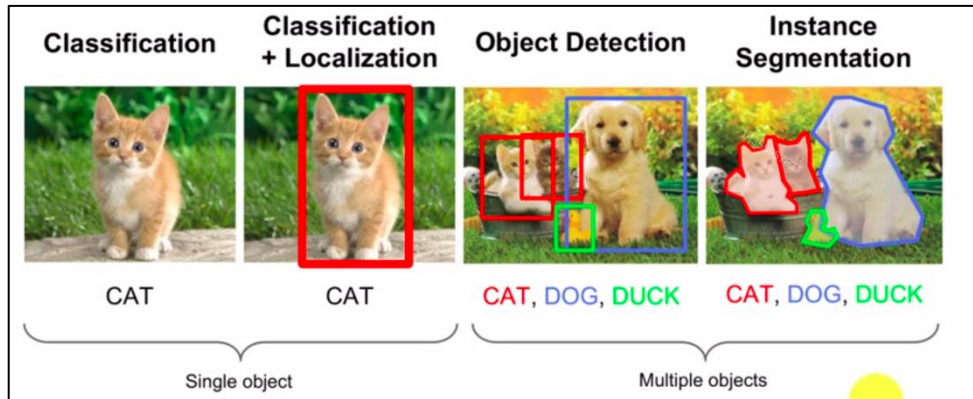 Classification
Classification
+ Localization
Object Detection
Instance
Segmentation
CAT
CAT
CAT, DOG, DUCK
CAT, DOG, DUCK
Single object
Multiple objects